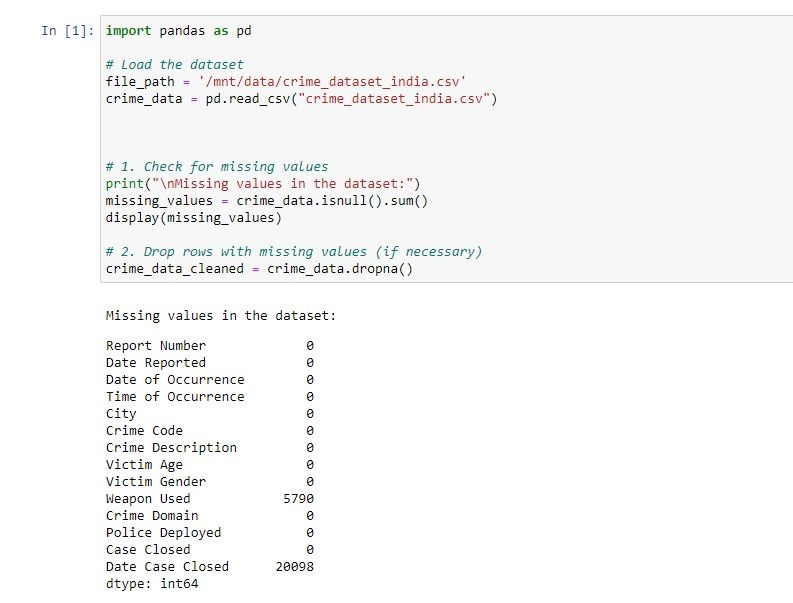 In [1]: import pandas as pd
# Load the dataset
file_path = '/mnt/data/crime_dataset_india.csv'
crime_data = pd.read_csv("crime_dataset_india.csv")
# 1. Check for missing values
print("\nMissing values in the dataset:")
missing_values = crime_data.isnull().sum()
display(missing_values)
# 2. Drop rows with missing values (if necessary)
crime_data_cleaned = crime_data.dropna()
Missing values in the dataset:
Report Number 0
Date Reported 0
Date of Occurrence 0
Time of Occurrence 0
City 0
Crime Code 0
Crime Description 0
Victim Age 0
Victim Gender 0
Weapon Used 5790
Crime Domain 0
Police Deployed 0
Case Closed 0
Date Case Closed 20098
dtype: int64